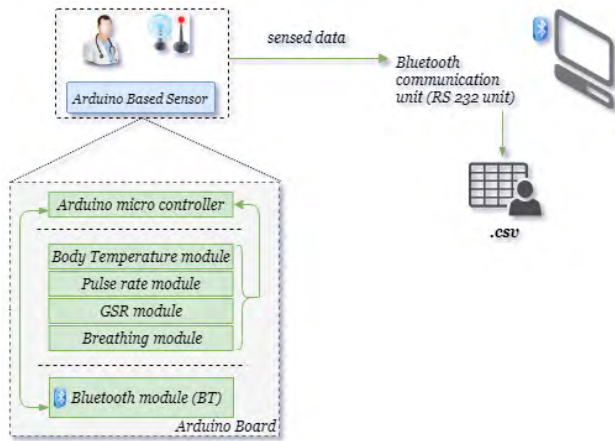 sensed data
Arduino Based Sensor
Bluetooth
communication
unit (RS 232 unit)
.csv
Arduino micro controller
Body Temperature module
Pulse rate module
GSR module
Breathing module
Bluetooth module (BT)
Arduino Board